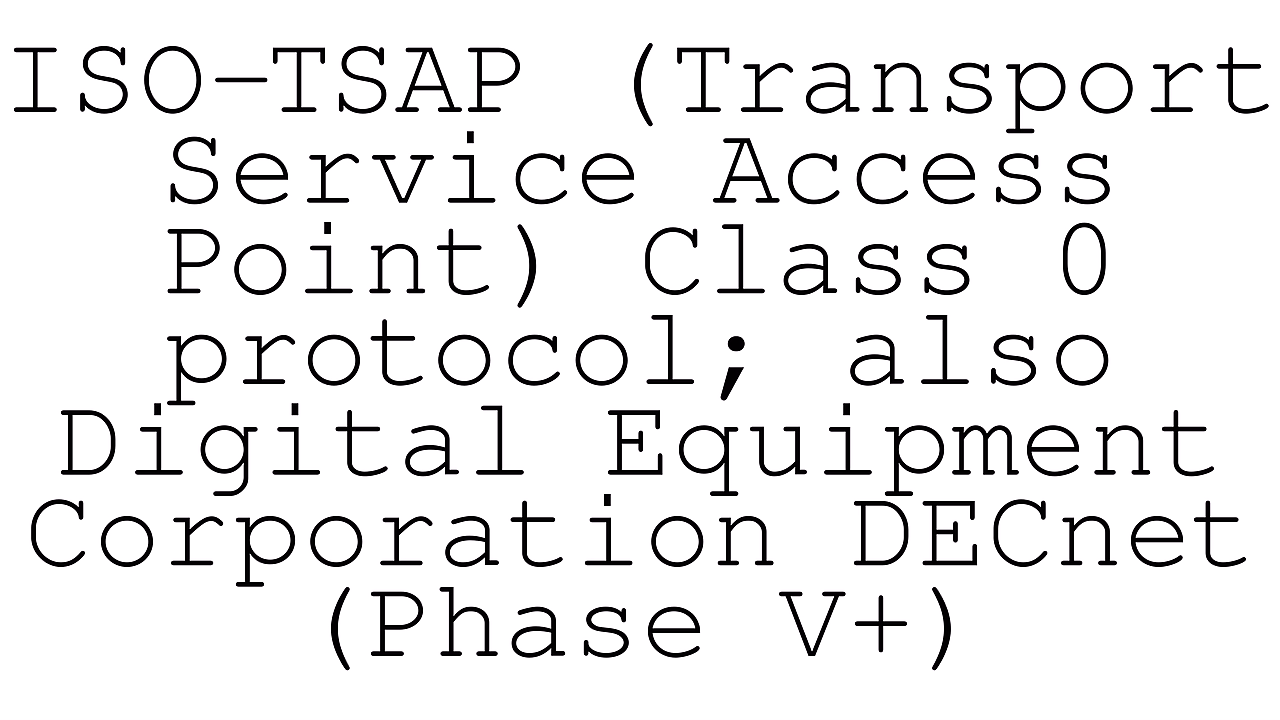 ISO-TSAP (Transport
Service Access
Point) Class 0
protocol; also
Digital Equipment
Corporation DECnet
(Phase V+)